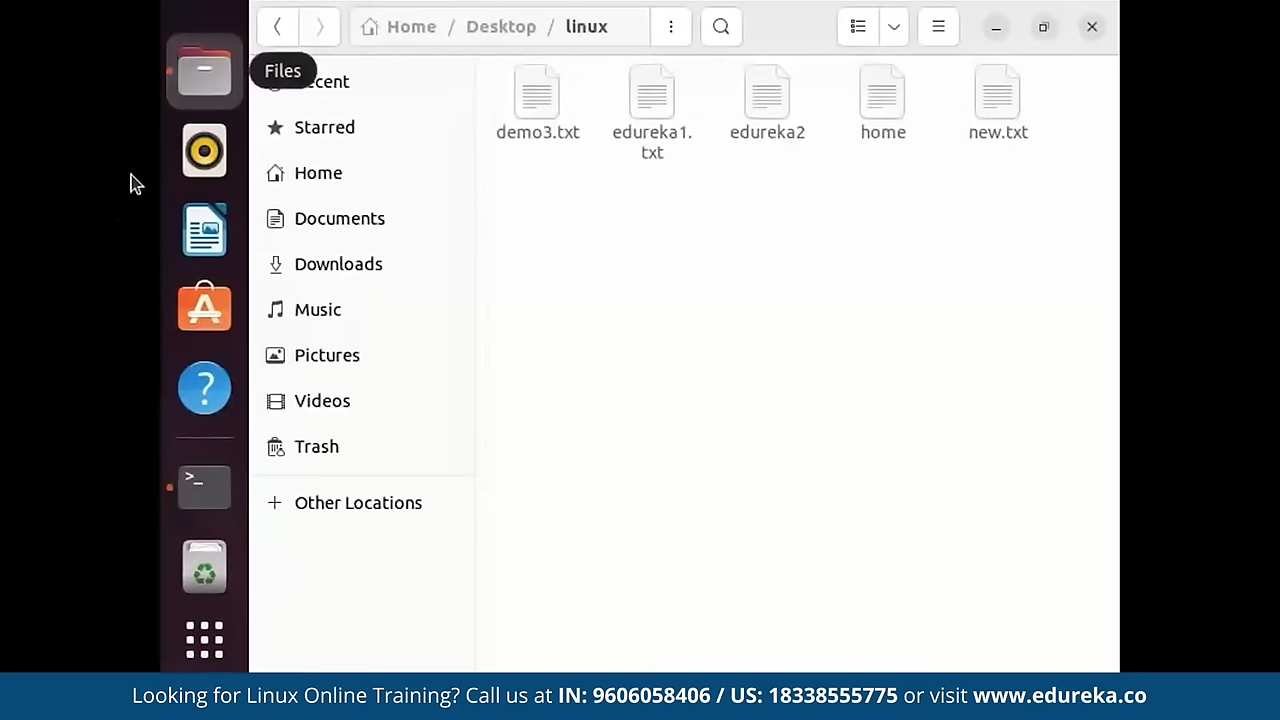 Home / Desktop / linux
Files
ecent
Starred
Home
Documents
Downloads
Music
Pictures
Videos
Trash
+ Other Locations
demo3.txt
edureka1.
txt
edureka2
home
new.txt
Looking for Linux Online Training? Call us at IN: 9606058406 / US: 18338555775 or visit www.edureka.co